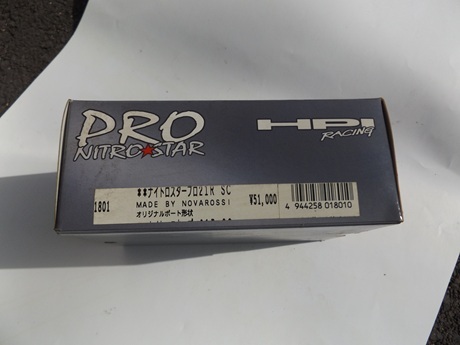 PRO
NITRO★STAR
HPI
RACING
**ナイトロスタープロ21R SC
1801
MADE BY NOVAROSSI
¥51,000
オリジナルポート形状
4 944258 018010